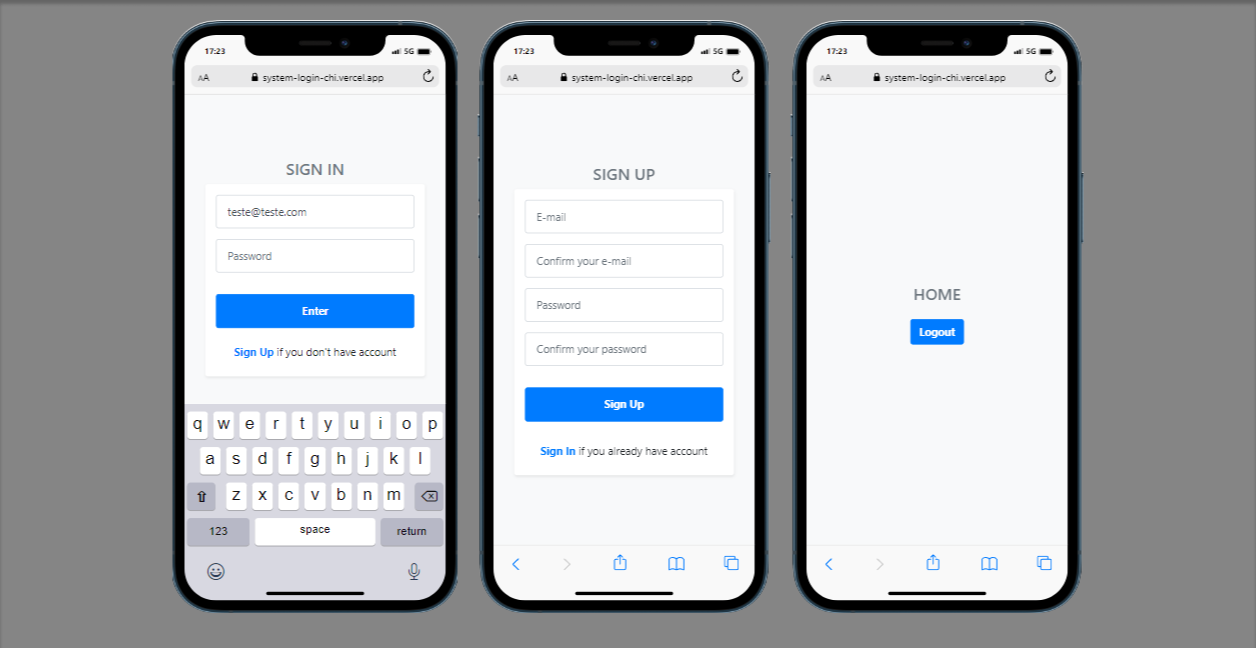 17:23 5G
AA system-login-chi.vercel.app
SIGN IN
teste@teste.com
Password
Enter
Sign Up if you don't have account
q w e r t y u i o p
a s d f g h j k l
z x c v b n m
123 space return
17:23 5G
AA system-login-chi.vercel.app
SIGN UP
E-mail
Confirm your e-mail
Password
Confirm your password
Sign Up
Sign In if you already have account
17:23 5G
AA system-login-chi.vercel.app
HOME
Logout